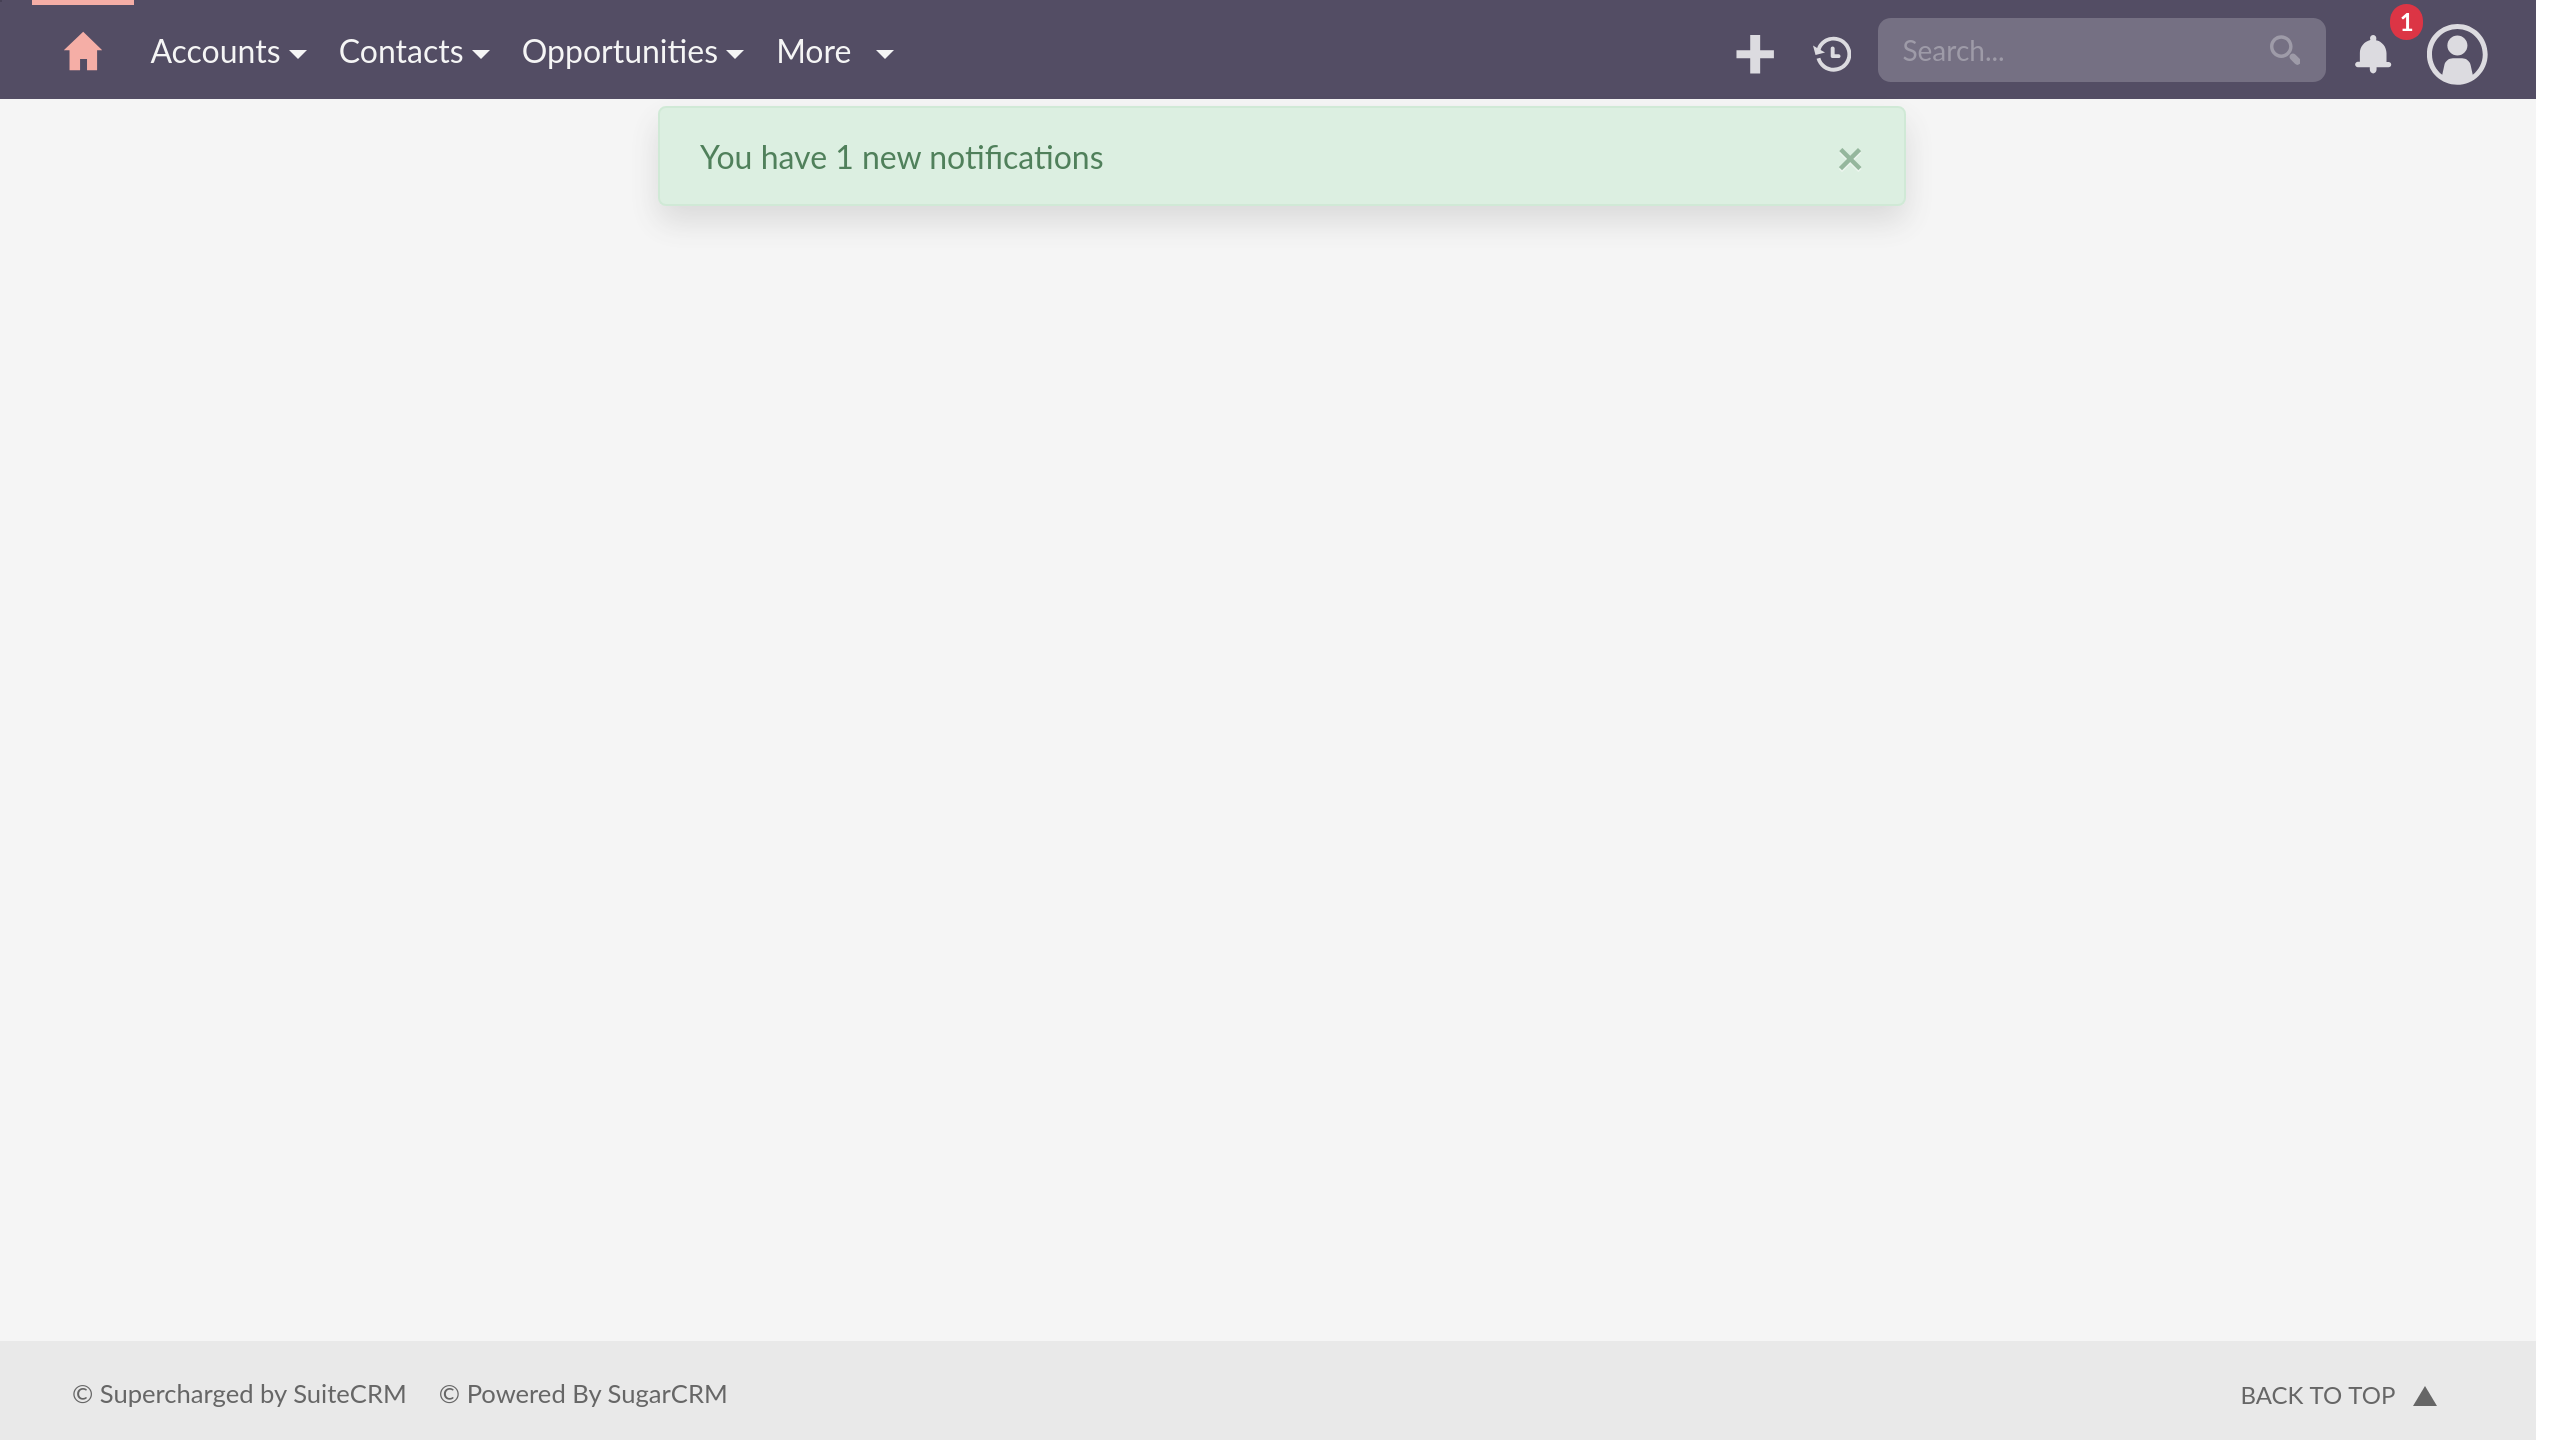 Accounts Contacts Opportunities More Search... 1
You have 1 new notifications ×
© Supercharged by SuiteCRM © Powered By SugarCRM BACK TO TOP